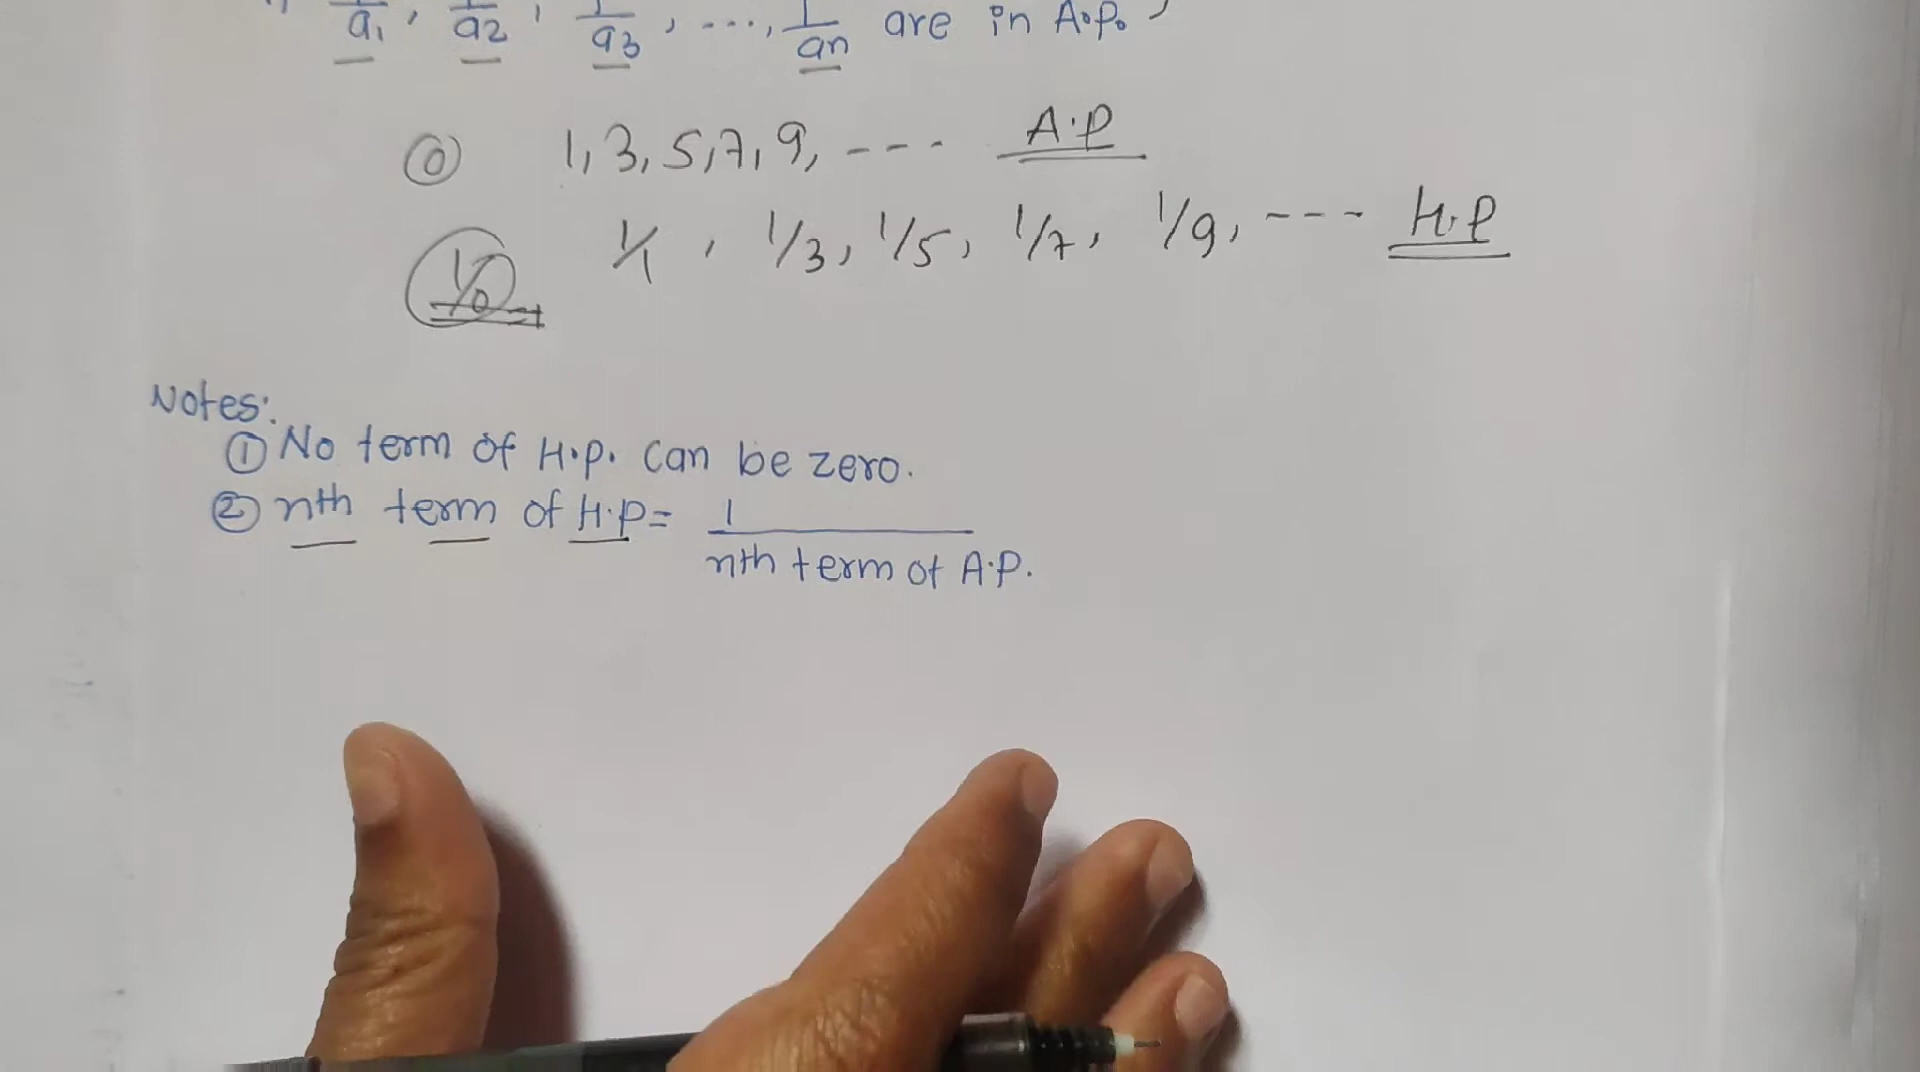 1/a1, 1/a2, 1/a3, ..., 1/an are in A.P.
0 1, 3, 5, 7, 9, --- A.P
1/0 1/1, 1/3, 1/5, 1/7, 1/9, --- H.P
Notes:
① No term of H.P. can be zero.
② nth term of H.P = 1
nth term of A.P.